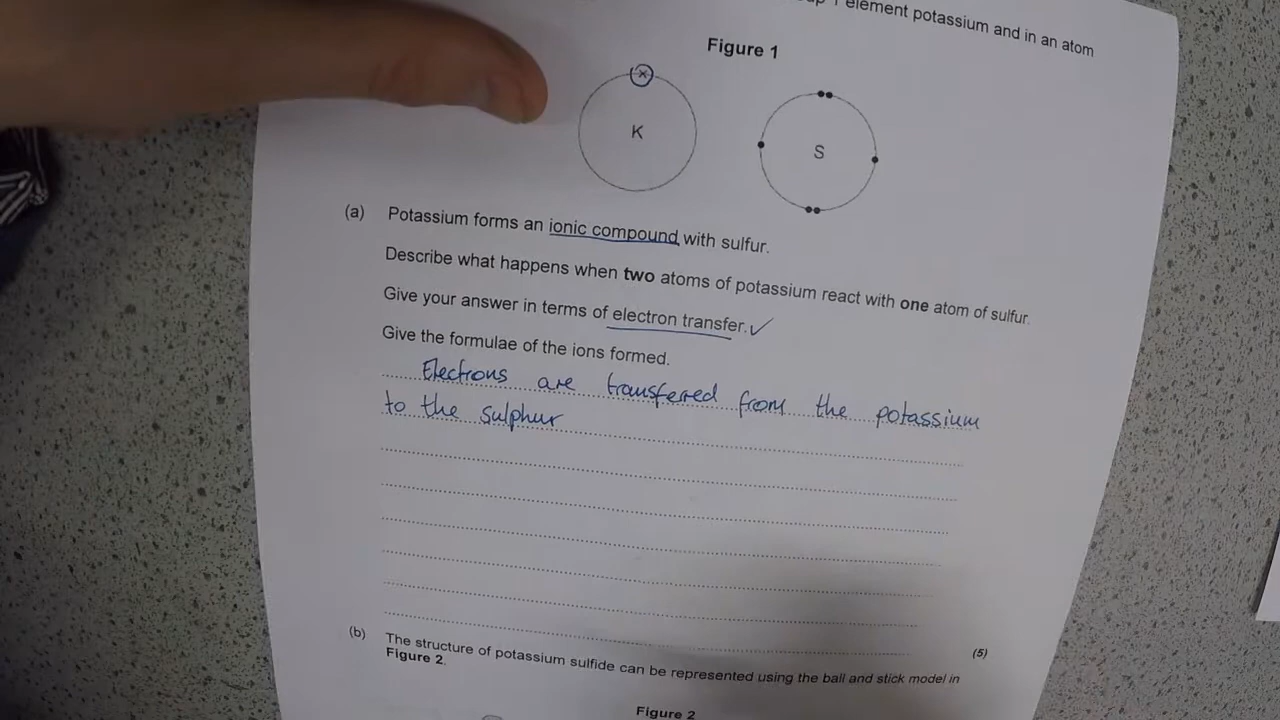 1 element potassium and in an atom
Figure 1
K
S
(a) Potassium forms an ionic compound with sulfur.
Describe what happens when two atoms of potassium react with one atom of sulfur.
Give your answer in terms of electron transfer.
Give the formulae of the ions formed.
Electrons are transferred from the potassium
to the sulphur
(5)
(b) The structure of potassium sulfide can be represented using the ball and stick model in
Figure 2.
Figure 2